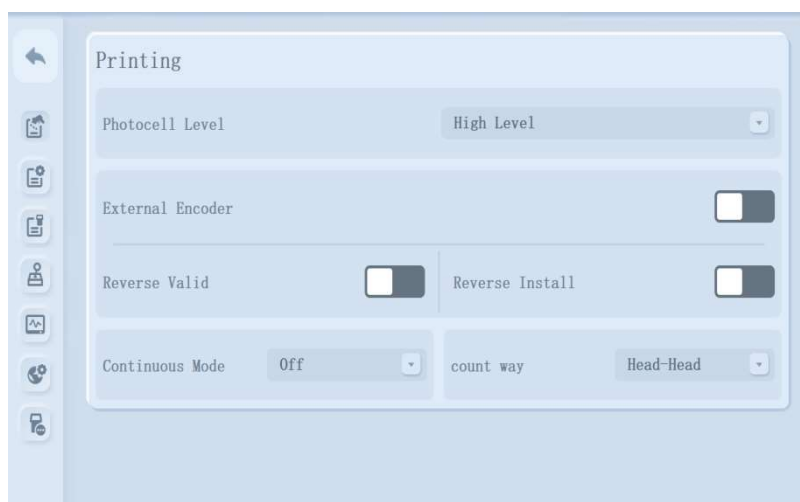 Printing
Photocell Level High Level
External Encoder
Reverse Valid Reverse Install
Continuous Mode Off count way Head-Head